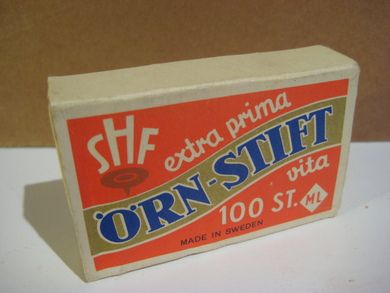 SHF
extra prima
ÖRN-STIFT
vita
100 ST.
ML
MADE IN SWEDEN